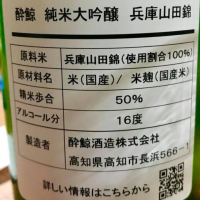 酔鯨 純米大吟醸 兵庫山田錦
原料米 兵庫山田錦(使用割合100%)
原材料名 米(国産)/ 米麹(国産米)
精米歩合 50%
アルコール分 16度
製造者 酔鯨酒造株式会社
高知県高知市長浜566-1
詳しい情報はこちらから